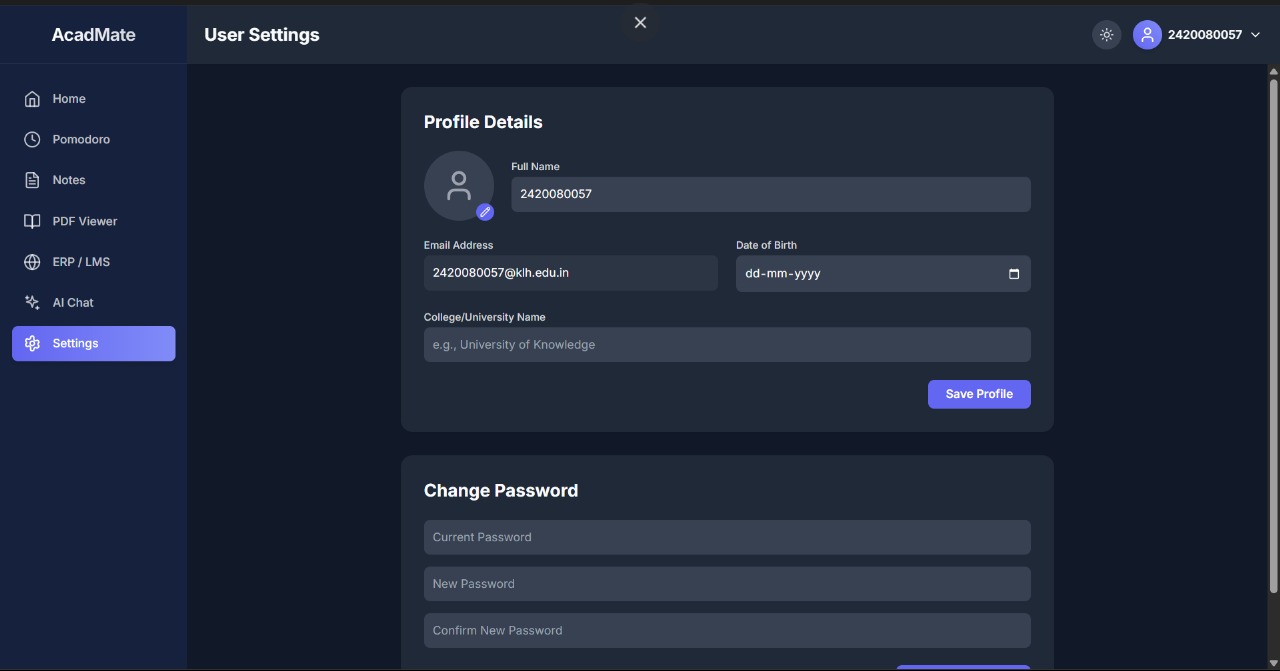 AcadMate
User Settings
2420080057
Home
Pomodoro
Notes
PDF Viewer
ERP / LMS
AI Chat
Settings
Profile Details
Full Name
2420080057
Email Address
Date of Birth
2420080057@klh.edu.in
dd-mm-yyyy
College/University Name
e.g., University of Knowledge
Save Profile
Change Password
Current Password
New Password
Confirm New Password